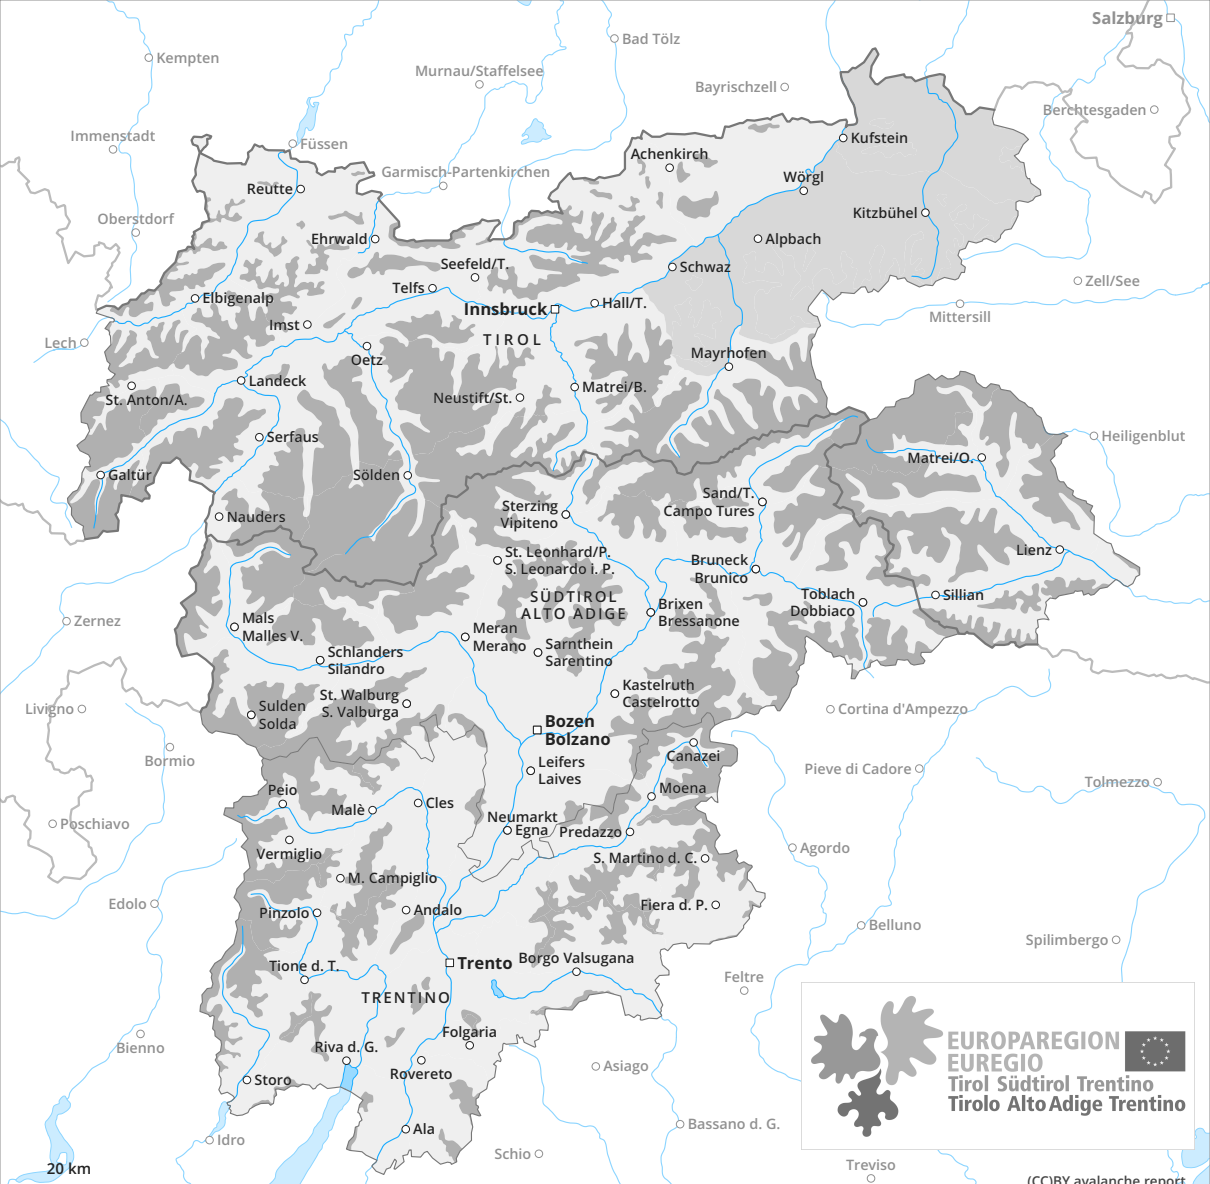 Salzburg
Bad Tölz
Kempten
Murnau/Staffelsee
Bayrischzell
Berchtesgaden
Immenstadt
Füssen
Kufstein
Achenkirch
Garmisch-Partenkirchen
Wörgl
Reutte
Oberstdorf
Kitzbühel
Ehrwald
Alpbach
Seefeld/T.
Schwaz
Zell/See
Telfs
Elbigenalp
Innsbruck
Hall/T.
Mittersill
Imst
TIROL
Lech
Oetz
Mayrhofen
Landeck
Matrei/B.
St. Anton/A.
Neustift/St.
Serfaus
Heiligenblut
Matrei/O.
Galtür
Sölden
Sand/T.
Campo Tures
Sterzing
Vipiteno
Nauders
St. Leonhard/P.
S. Leonardo i. P.
Lienz
Bruneck
Brunico
SÜDTIROL
ALTO ADIGE
Toblach
Dobbiaco
Sillian
Brixen
Bressanone
Zernez
Mals
Malles V.
Meran
Merano
Sarnthein
Sarentino
Schlanders
Silandro
Kastelruth
Castelrotto
St. Walburg
S. Valburga
Sulden
Solda
Livigno
Cortina d'Ampezzo
Bozen
Bolzano
Bormio
Canazei
Leifers
Laives
Pieve di Cadore
Tolmezzo
Moena
Peio
Malè
Cles
Neumarkt
Egna
Predazzo
Poschiavo
Vermiglio
S. Martino d. C.
Agordo
M. Campiglio
Edolo
Pinzolo
Andalo
Fiera d. P.
Belluno
Spilimbergo
Trento
Borgo Valsugana
Tione d. T.
Feltre
TRENTINO
Folgaria
Bienno
Riva d. G.
Rovereto
Asiago
Storo
EUROPAREGION
EUREGIO
Tirol Südtirol Trentino
Tirolo Alto Adige Trentino
Ala
Bassano d. G.
Idro
Schio
Treviso
20 km
(CC)BY avalanche.report